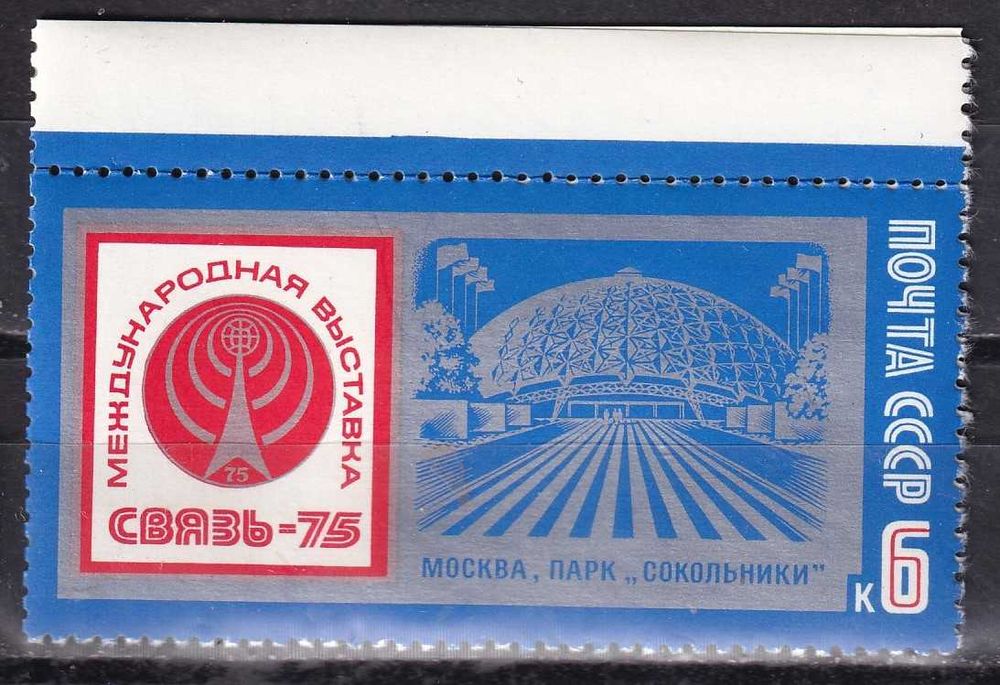 МЕЖДУНАРОДНАЯ ВЫСТАВКА
75
СВЯЗЬ-75
МОСКВА, ПАРК „СОКОЛЬНИКИ"
ПОЧТА СССР 6
К